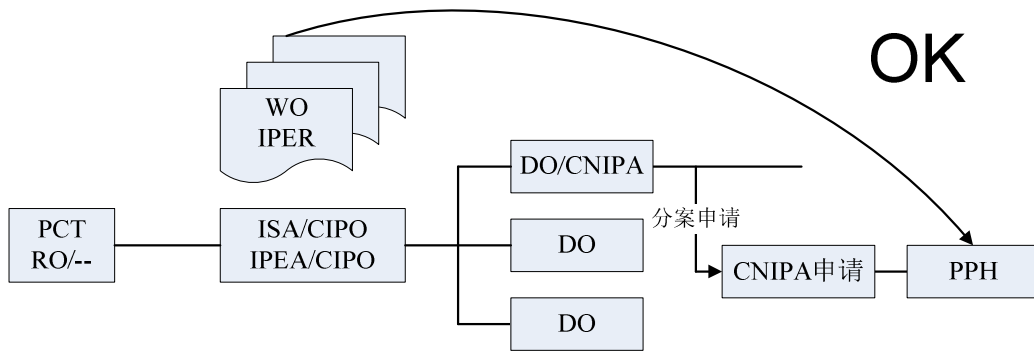 OK
WO
IPER
DO/CNIPA
分案申请
PCT
RO/--
ISA/CIPO
IPEA/CIPO
DO
CNIPA申请
PPH
DO